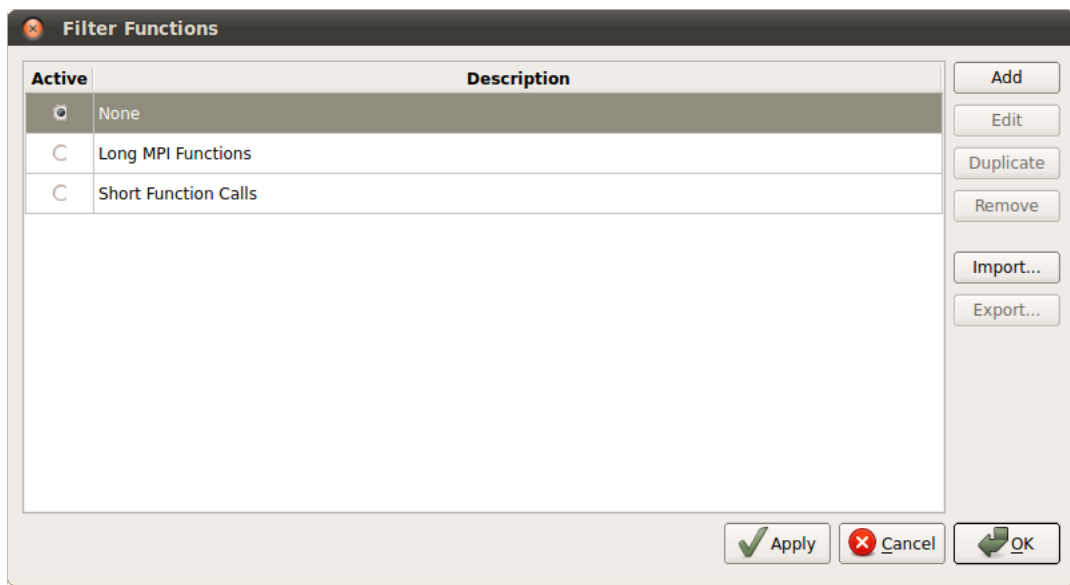 Filter Functions
Active Description
None
Long MPI Functions
Short Function Calls
Add
Edit
Duplicate
Remove
Import...
Export...
Apply
Cancel
OK